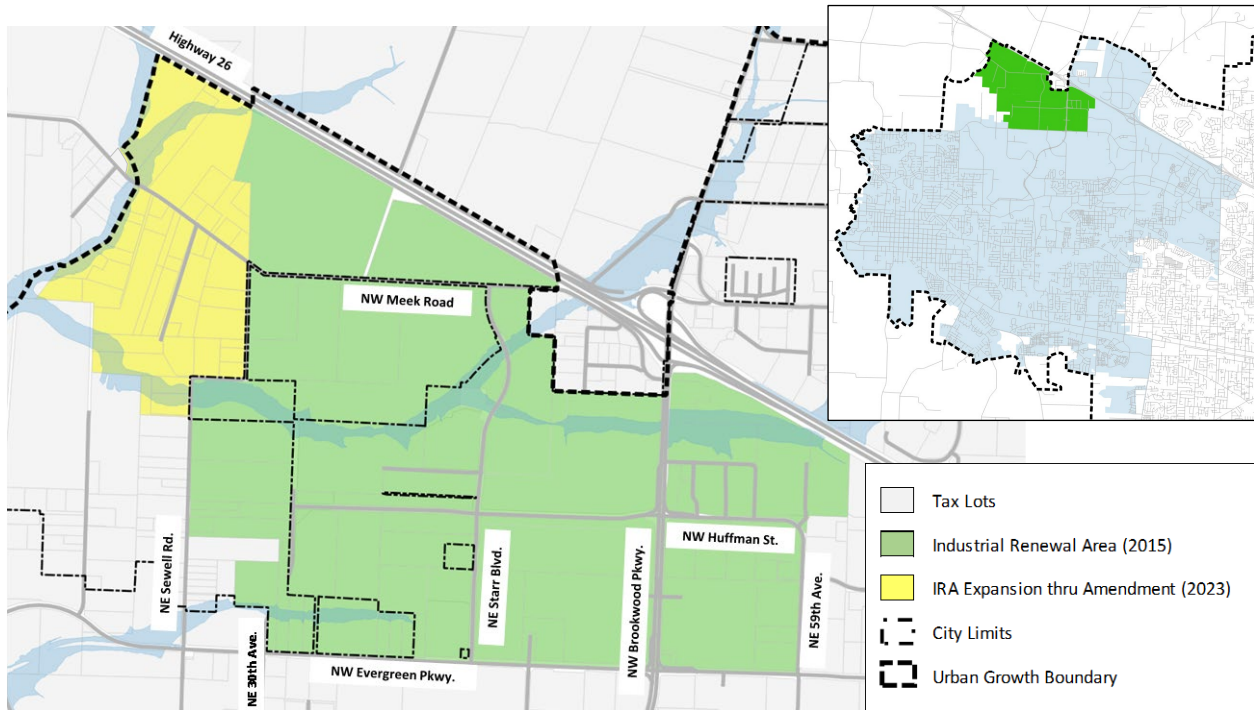 Highway 26
NW Meek Road
NW Huffman St.
NE Sewell Rd.
NE 30th Ave.
NE Starr Blvd.
NW Brookwood Pkwy.
NE 59th Ave.
NW Evergreen Pkwy.
Tax Lots
Industrial Renewal Area (2015)
IRA Expansion thru Amendment (2023)
City Limits
Urban Growth Boundary